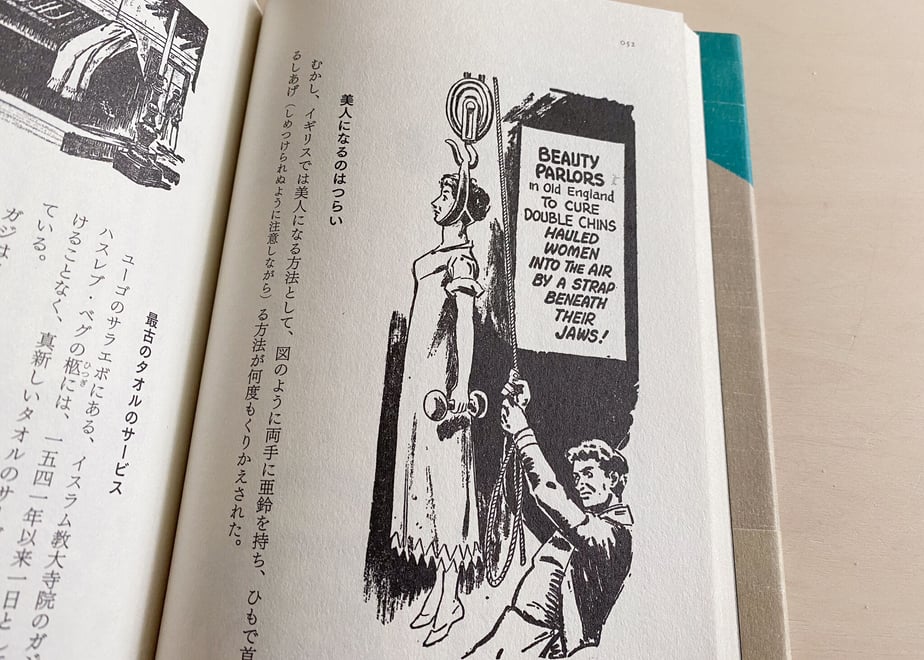 052
BEAUTY
PARLORS
in Old England
TO CURE
DOUBLE CHINS
HAULED
WOMEN
INTO THE AIR
BY A STRAP
BENEATH
THEIR
JAWS!
美人になるのはつらい
むかし、イギリスでは美人になる方法として、図のように両手に亜鈴を持ち、ひもで首
るしあげ（しめつけられぬように注意しながら）る方法が何度もくりかえされた。
最古のタオルのサービス
ユーゴのサラエボにある、イスラム教大寺院のガジ
ハスレブ・ベグの柩には、一五四一年以来一日とし
ひつぎ
けることなく、真新しいタオルのサー
ている。
ガジは、